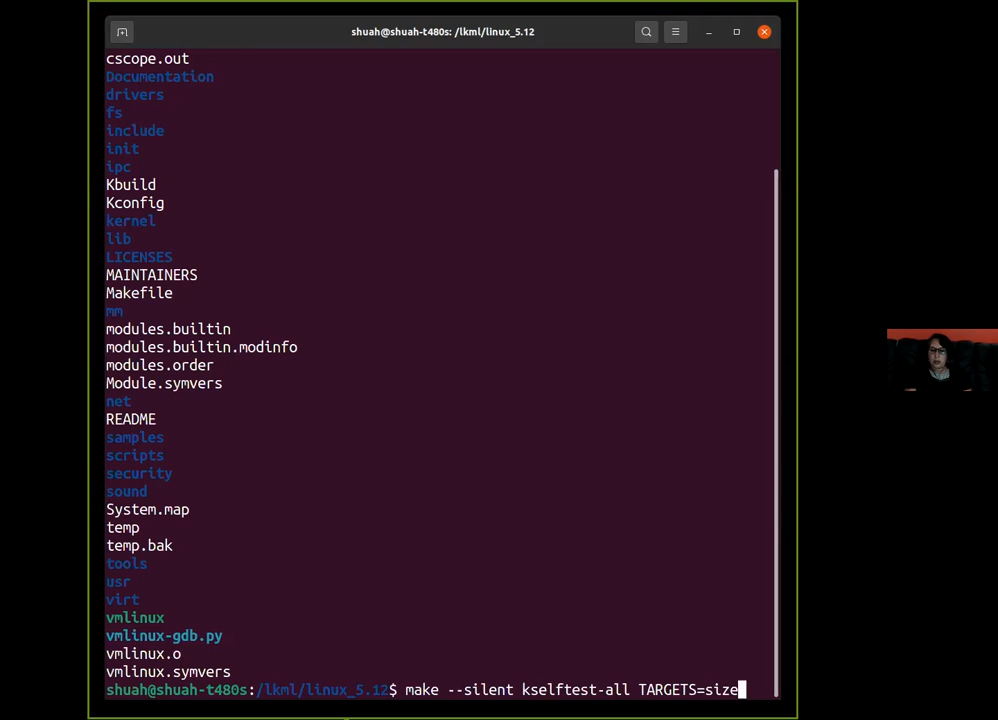 shuah@shuah-t480s: /lkml/linux_5.12
cscope.out
Documentation
drivers
fs
include
init
ipc
Kbuild
Kconfig
kernel
lib
LICENSES
MAINTAINERS
Makefile
mm
modules.builtin
modules.builtin.modinfo
modules.order
Module.symvers
net
README
samples
scripts
security
sound
System.map
temp
temp.bak
tools
usr
virt
vmlinux
vmlinux-gdb.py
vmlinux.o
vmlinux.symvers
shuah@shuah-t480s:/lkml/linux_5.12$ make --silent kselftest-all TARGETS=size